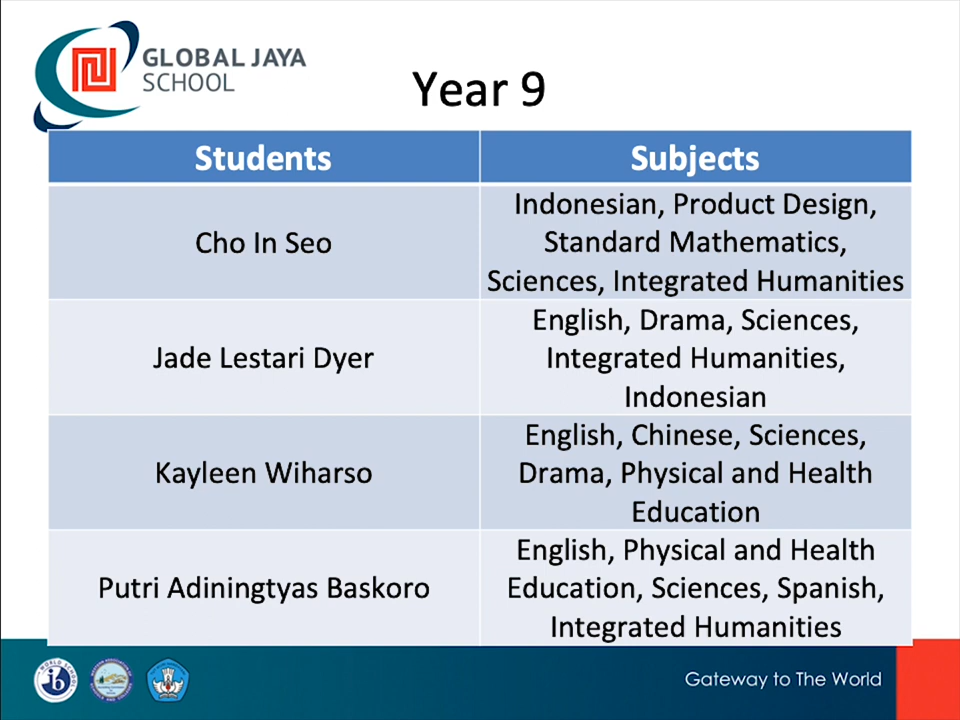 GLOBAL JAYA
SCHOOL
Year 9
Students
Subjects
Cho In Seo
Indonesian, Product Design,
Standard Mathematics,
Sciences, Integrated Humanities
Jade Lestari Dyer
English, Drama, Sciences,
Integrated Humanities,
Indonesian
Kayleen Wiharso
English, Chinese, Sciences,
Drama, Physical and Health
Education
Putri Adiningtyas Baskoro
English, Physical and Health
Education, Sciences, Spanish,
Integrated Humanities
Gateway to The World